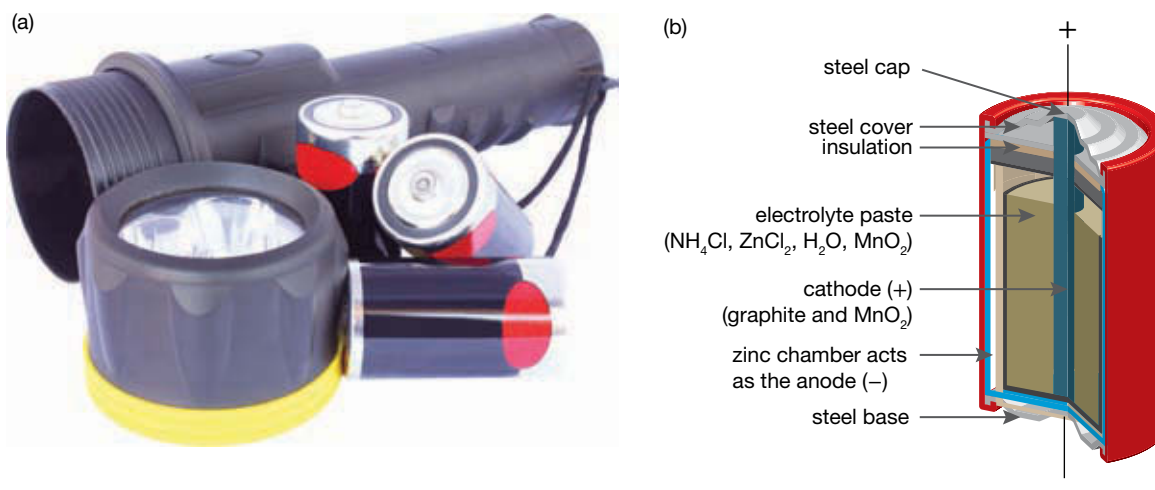 (a)
(b)
+
steel cap
steel cover
insulation
electrolyte paste
(NH₄Cl, ZnCl₂, H₂O, MnO₂)
cathode (+)
(graphite and MnO₂)
zinc chamber acts
as the anode (–)
steel base